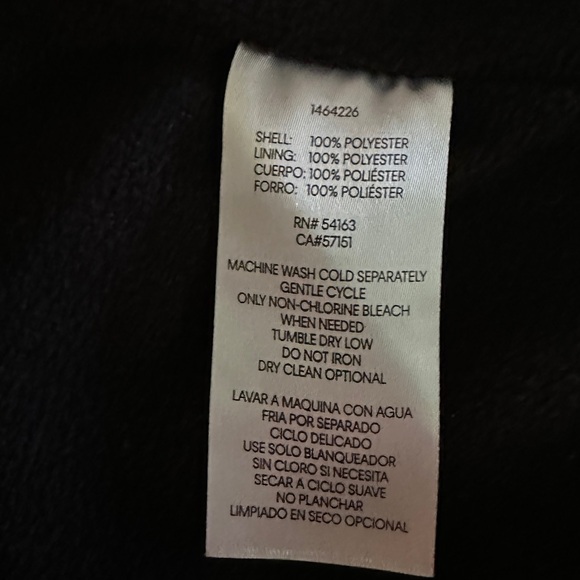 1464226
SHELL: 100% POLYESTER
LINING: 100% POLYESTER
CUERPO: 100% POLIÉSTER
FORRO: 100% POLIÉSTER
RN# 54163
CA#57151
MACHINE WASH COLD SEPARATELY
GENTLE CYCLE
ONLY NON-CHLORINE BLEACH
WHEN NEEDED
TUMBLE DRY LOW
DO NOT IRON
DRY CLEAN OPTIONAL
LAVAR A MAQUINA CON AGUA
FRIA POR SEPARADO
CICLO DELICADO
USE SOLO BLANQUEADOR
SIN CLORO SI NECESITA
SECAR A CICLO SUAVE
NO PLANCHAR
LIMPIADO EN SECO OPCIONAL